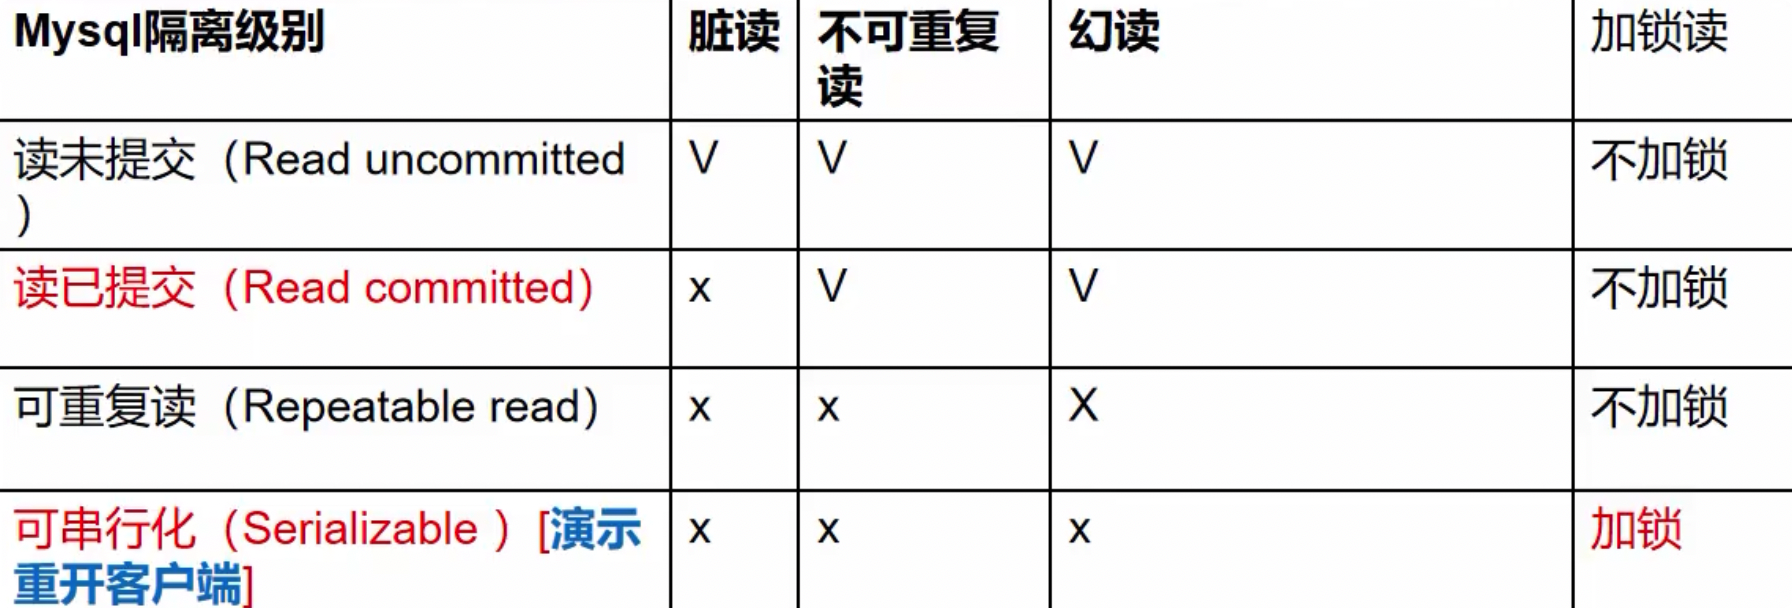 Mysql隔离级别 脏读 不可重复 幻读 加锁读
读
读未提交（Read uncommitted V V V 不加锁
）
读已提交（Read committed） x V V 不加锁
可重复读（Repeatable read） x x X 不加锁
可串行化（Serializable ）[演示 x x x 加锁
重开客户端]